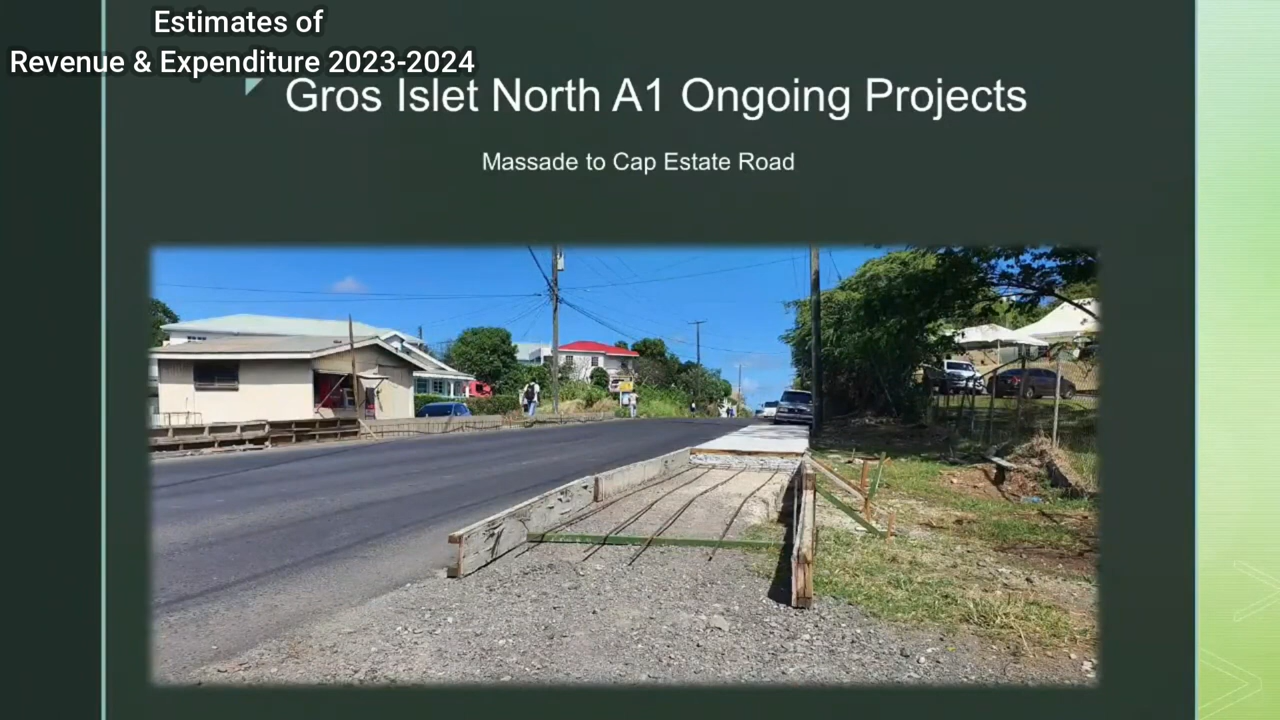 Estimates of
Revenue & Expenditure 2023-2024
Gros Islet North A1 Ongoing Projects
Massade to Cap Estate Road